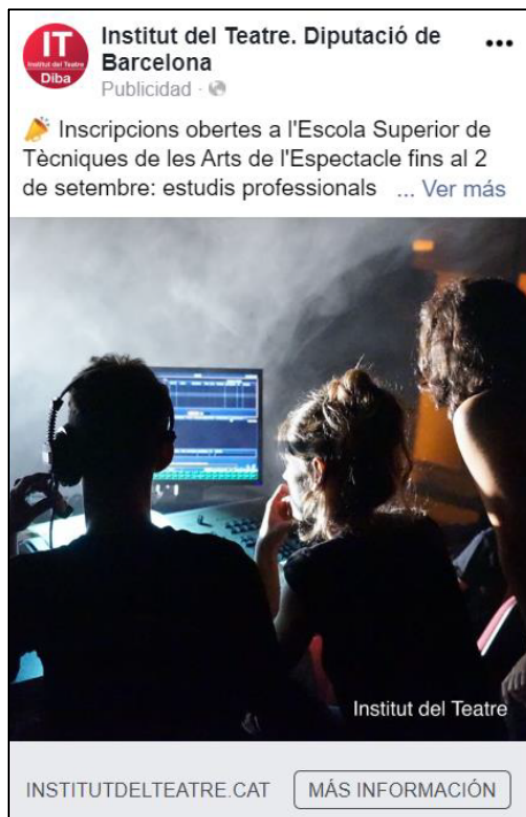 IT
Institut del Teatre
Diba
Institut del Teatre. Diputació de
Barcelona
Publicidad ·
Inscripcions obertes a l'Escola Superior de
Tècniques de les Arts de l'Espectacle fins al 2
de setembre: estudis professionals ... Ver más
Institut del Teatre
INSTITUTDELTEATRE.CAT
MÁS INFORMACIÓN